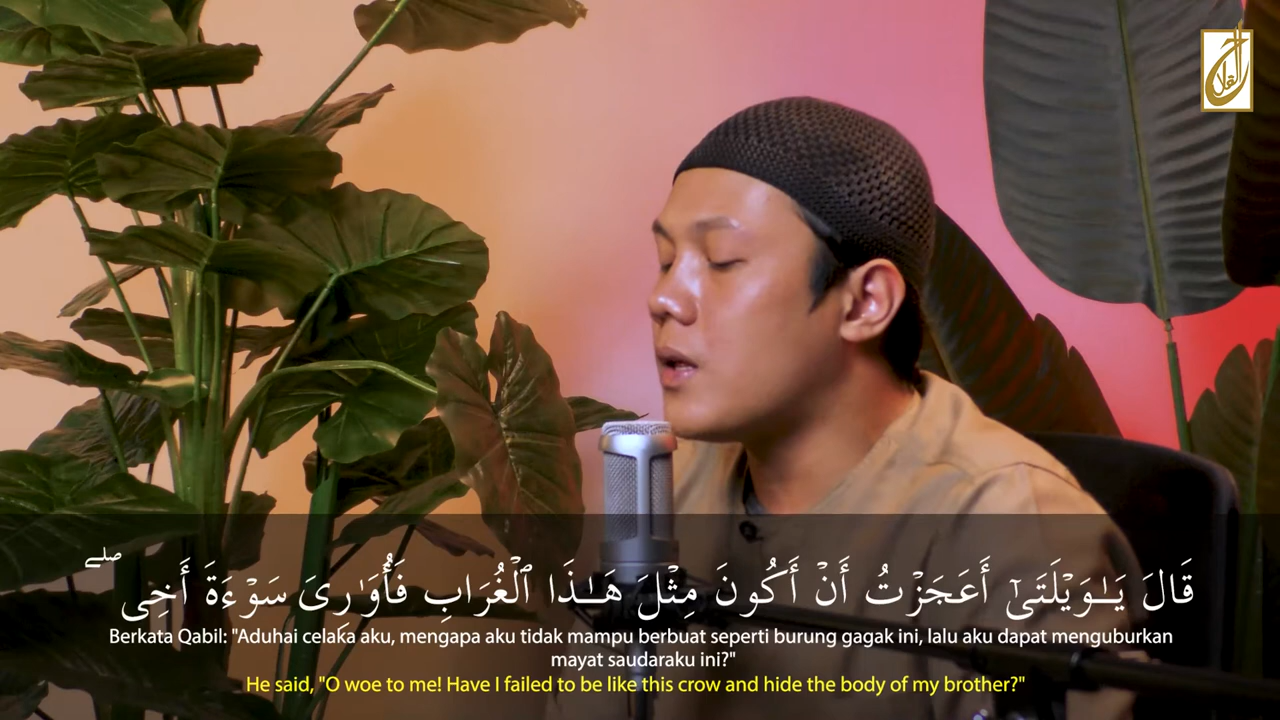 القلم
قَالَ يَـٰوَيْلَتَىٰٓ أَعَجَزْتُ أَنْ أَكُونَ مِثْلَ هَـٰذَا ٱلْغُرَابِ فَأُوَٰرِىَ سَوْءَةَ أَخِى ۖ
Berkata Qabil: "Aduhai celaka aku, mengapa aku tidak mampu berbuat seperti burung gagak ini, lalu aku dapat menguburkan
mayat saudaraku ini?"
He said, "O woe to me! Have I failed to be like this crow and hide the body of my brother?"